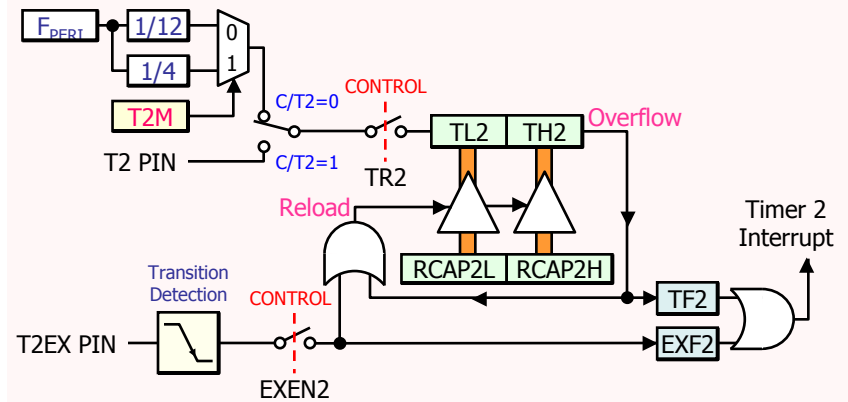 F_PERI
1/12
0
1/4
1
T2M
C/T2=0
CONTROL
TL2
TH2
Overflow
T2 PIN
C/T2=1
TR2
Reload
Timer 2
Interrupt
RCAP2L
RCAP2H
Transition
Detection
CONTROL
TF2
T2EX PIN
EXF2
EXEN2